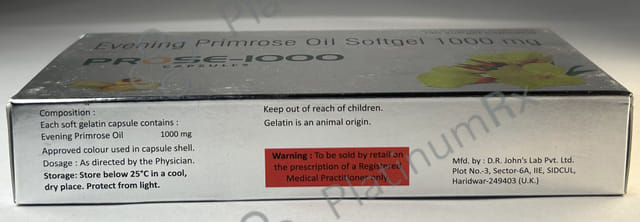 Evening Primrose Oil Softgel 1000 mg
PROSE-1000
CAPSULES
Composition :
Each soft gelatin capsule contains :
Evening Primrose Oil 1000 mg
Approved colour used in capsule shell.
Dosage : As directed by the Physician.
Storage: Store below 25°C in a cool,
dry place. Protect from light.
Keep out of reach of children.
Gelatin is an animal origin.
Warning : To be sold by retail on
the prescription of a Registered
Medical Practitioner only.
Mfd. by : D.R. John's Lab Pvt. Ltd.
Plot No.-3, Sector-6A, IIE, SIDCUL,
Haridwar-249403 (U.K.)
PlatinumRx